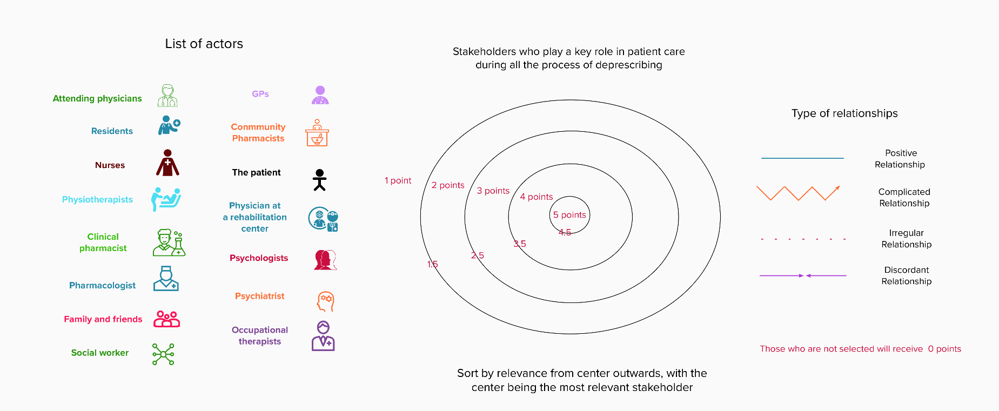 List of actors
Attending physicians
Residents
Nurses
Physiotherapists
Clinical
pharmacist
Pharmacologist
Family and friends
Social worker
GPs
Conmmunity
Pharmacists
The patient
Physician at
a rehabilitation
center
Psychologists
Psychiatrist
Occupational
therapists
Stakeholders who play a key role in patient care
during all the process of deprescribing
1 point
2 points
3 points
4 points
5 points
4.5
3.5
2.5
1.5
Sort by relevance from center outwards, with the
center being the most relevant stakeholder
Type of relationships
Positive
Relationship
Complicated
Relationship
Irregular
Relationship
Discordant
Relationship
Those who are not selected will receive 0 points